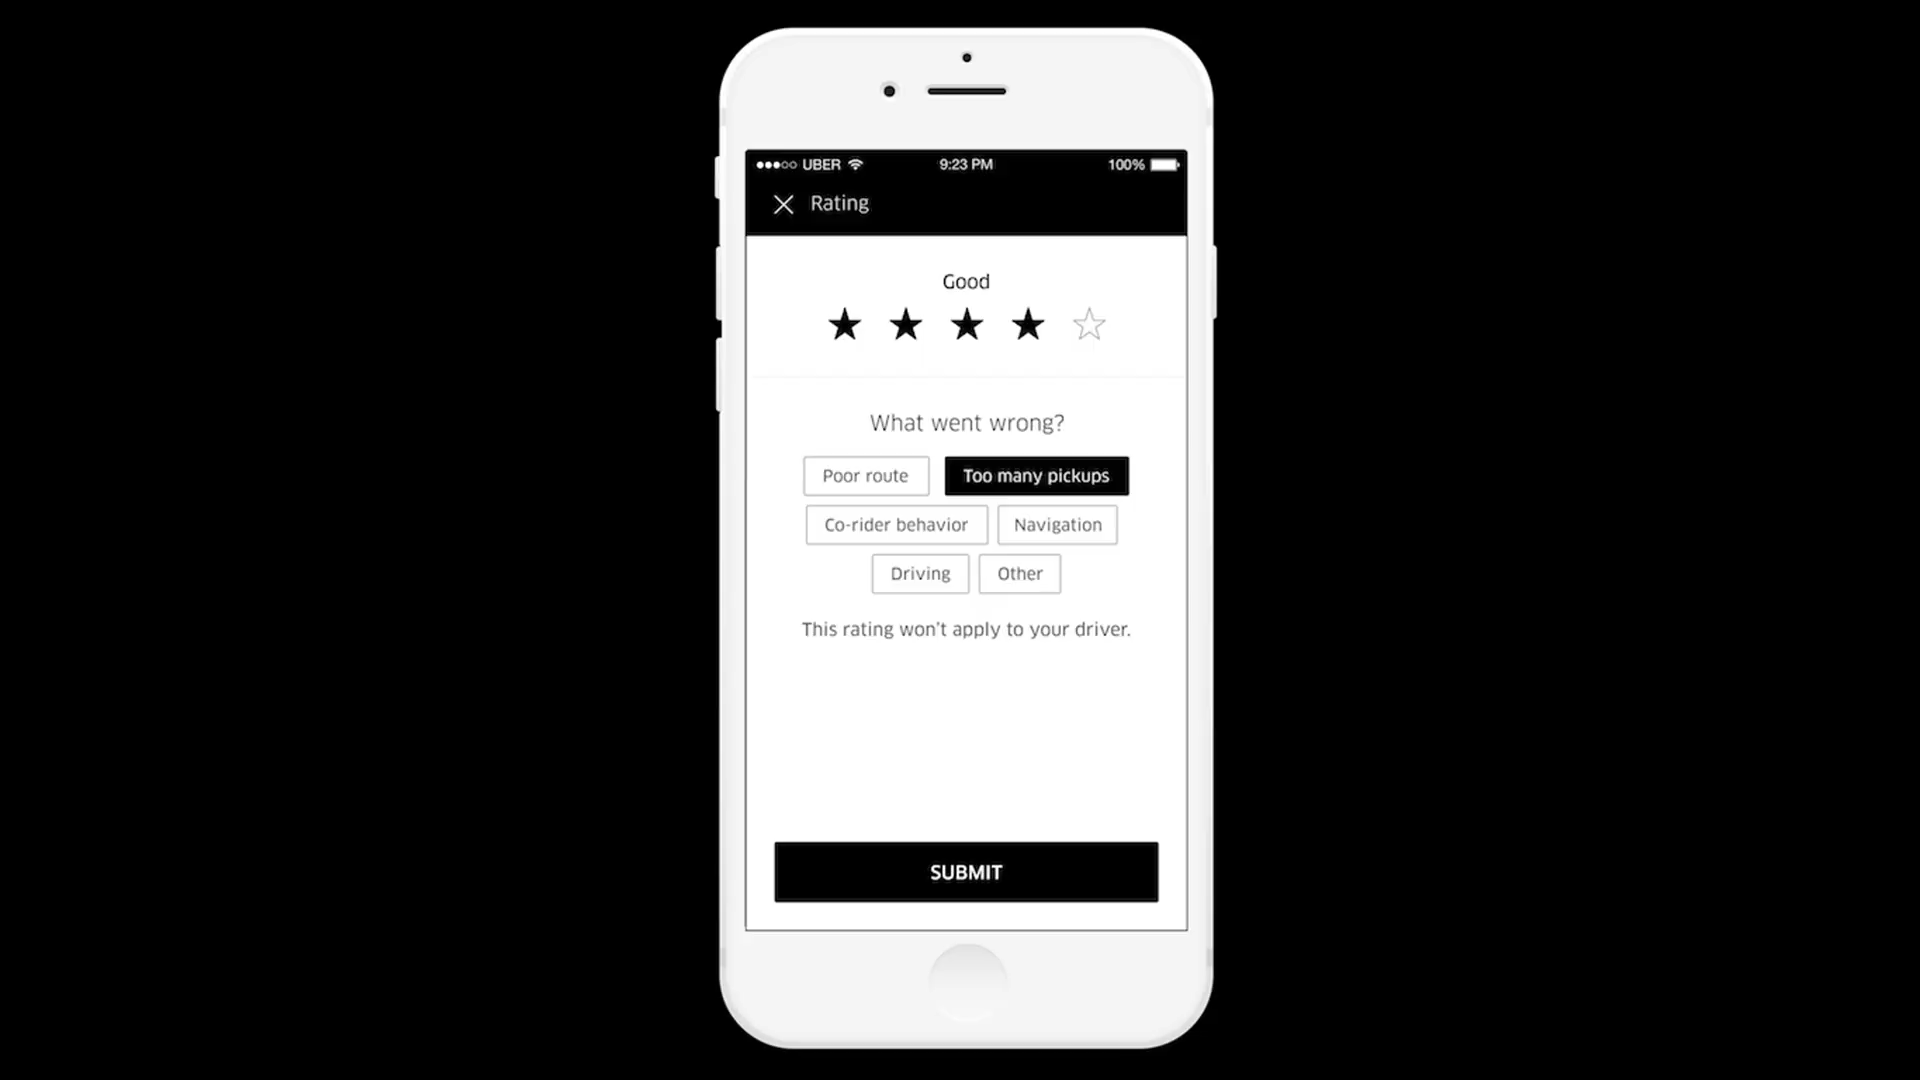 UBER 9:23 PM 100%
Rating
Good
What went wrong?
Poor route Too many pickups
Co-rider behavior Navigation
Driving Other
This rating won't apply to your driver.
SUBMIT